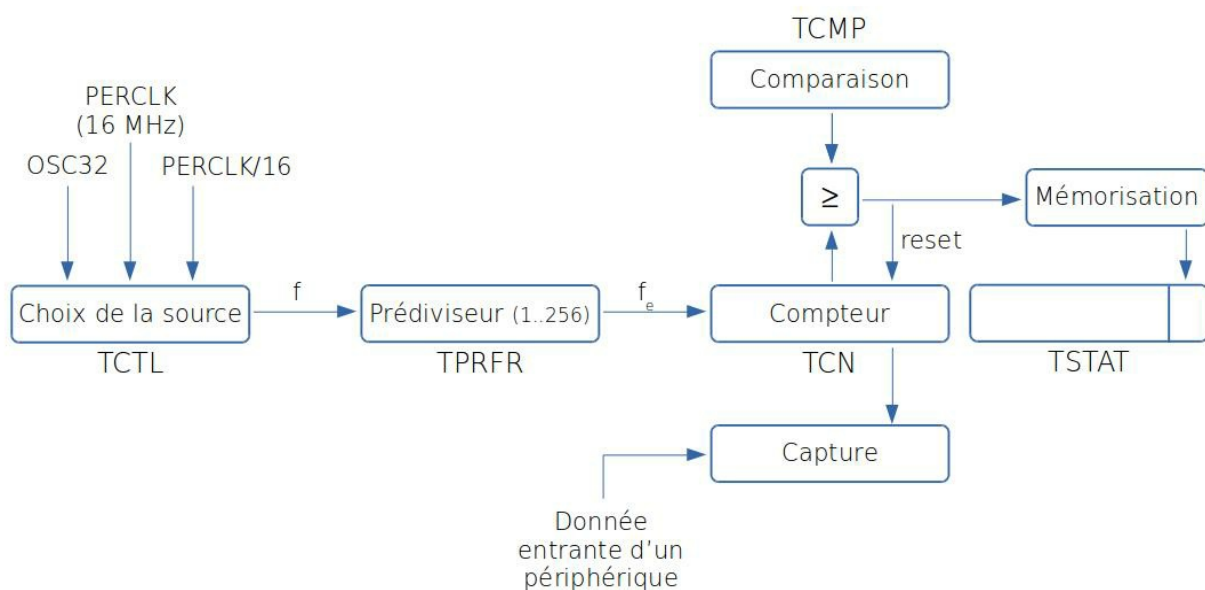 TCMP
Comparaison
PERCLK
(16 MHz)
OSC32
PERCLK/16
≥
Mémorisation
reset
Choix de la source
f
Prédiviseur (1..256)
fe
Compteur
TCTL
TPRFR
TCN
TSTAT
Capture
Donnée
entrante d'un
périphérique